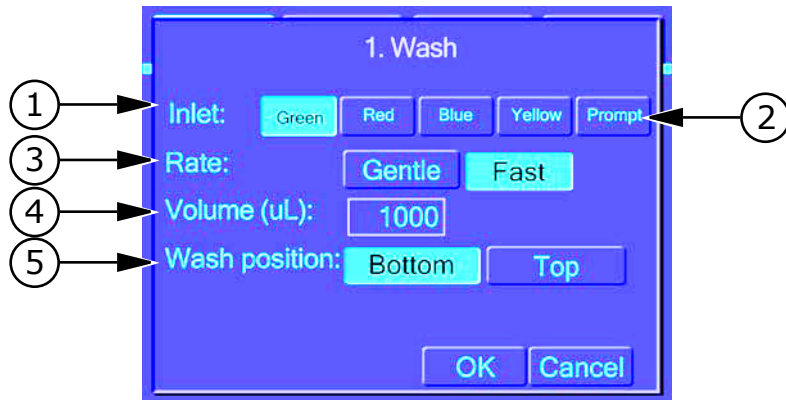 1. Wash
1 Inlet: Green Red Blue Yellow Prompt 2
3 Rate: Gentle Fast
4 Volume (uL): 1000
5 Wash position: Bottom Top
OK Cancel